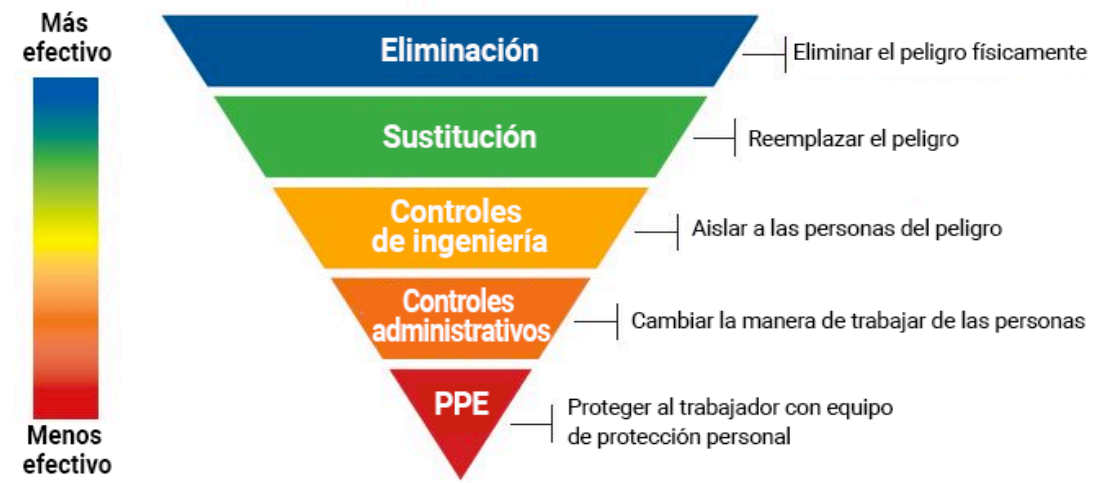 Más
efectivo
Eliminación
Eliminar el peligro físicamente
Sustitución
Reemplazar el peligro
Controles
de ingeniería
Aislar a las personas del peligro
Controles
administrativos
Cambiar la manera de trabajar de las personas
PPE
Proteger al trabajador con equipo
de protección personal
Menos
efectivo